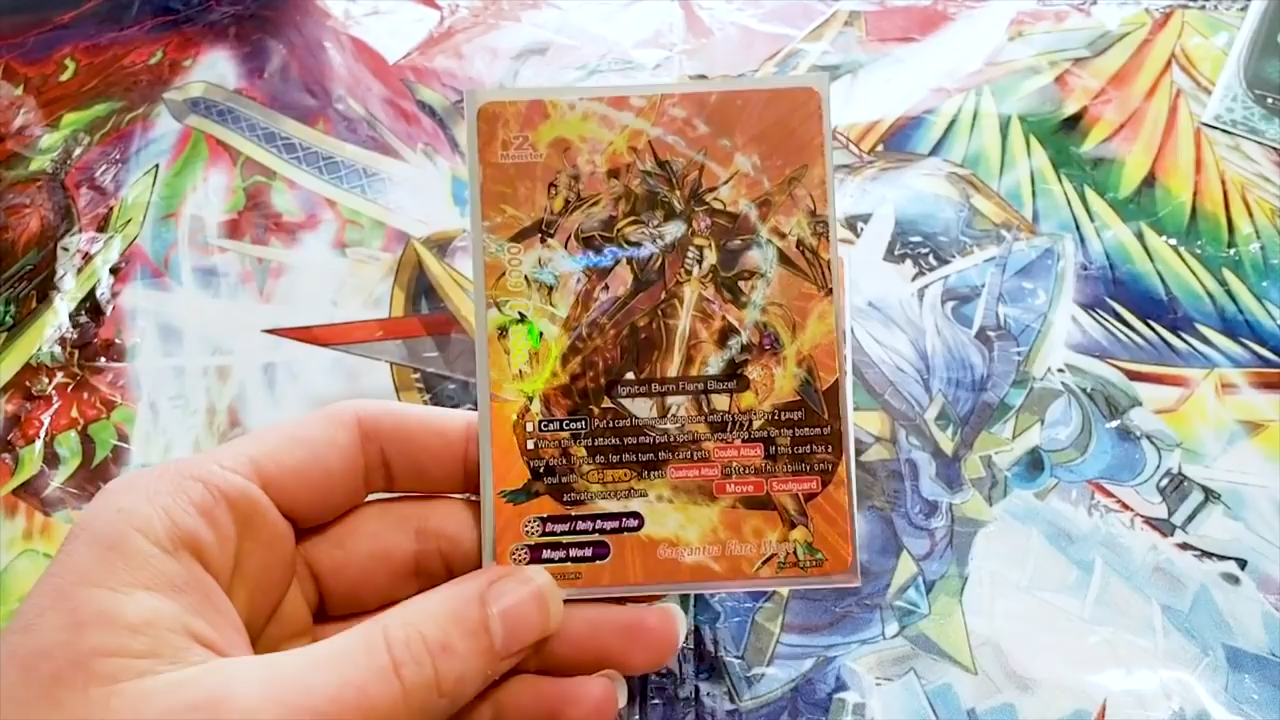 2
Monster
6000
Ignite! Burn Flare Blaze!
Call Cost [Put a card from your drop zone into its soul & Pay 2 gauge]
When this card attacks, you may put a spell from your drop zone on the bottom of
your deck. If you do, for this turn, this card gets Double Attack. If this card has a
soul with, it gets Quadruple Attack instead. This ability only
activates once per turn.
Move Soulguard
Dragod / Deity Dragon Tribe
Magic World
Gargantua Flare Mage